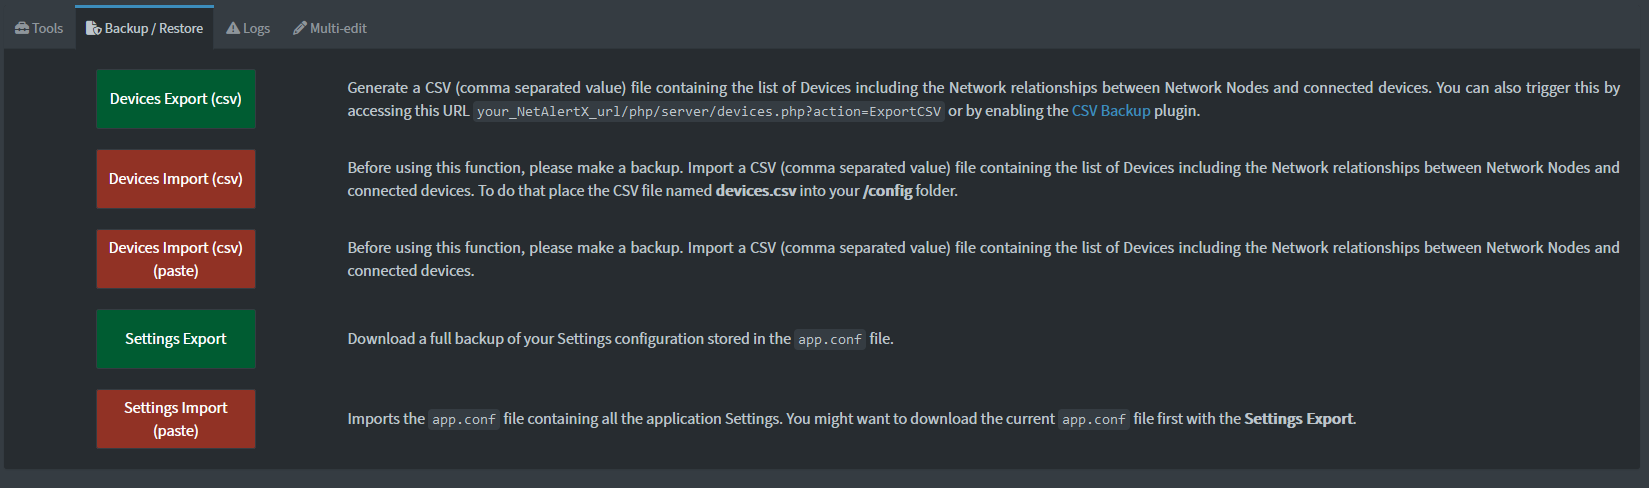 Tools Backup / Restore Logs Multi-edit
Devices Export (csv)
Generate a CSV (comma separated value) file containing the list of Devices including the Network relationships between Network Nodes and connected devices. You can also trigger this by
accessing this URL your_NetAlertX_url/php/server/devices.php?action=ExportCSV or by enabling the CSV Backup plugin.
Devices Import (csv)
Before using this function, please make a backup. Import a CSV (comma separated value) file containing the list of Devices including the Network relationships between Network Nodes and
connected devices. To do that place the CSV file named devices.csv into your /config folder.
Devices Import (csv)
(paste)
Before using this function, please make a backup. Import a CSV (comma separated value) file containing the list of Devices including the Network relationships between Network Nodes and
connected devices.
Settings Export
Download a full backup of your Settings configuration stored in the app.conf file.
Settings Import
(paste)
Imports the app.conf file containing all the application Settings. You might want to download the current app.conf file first with the Settings Export.